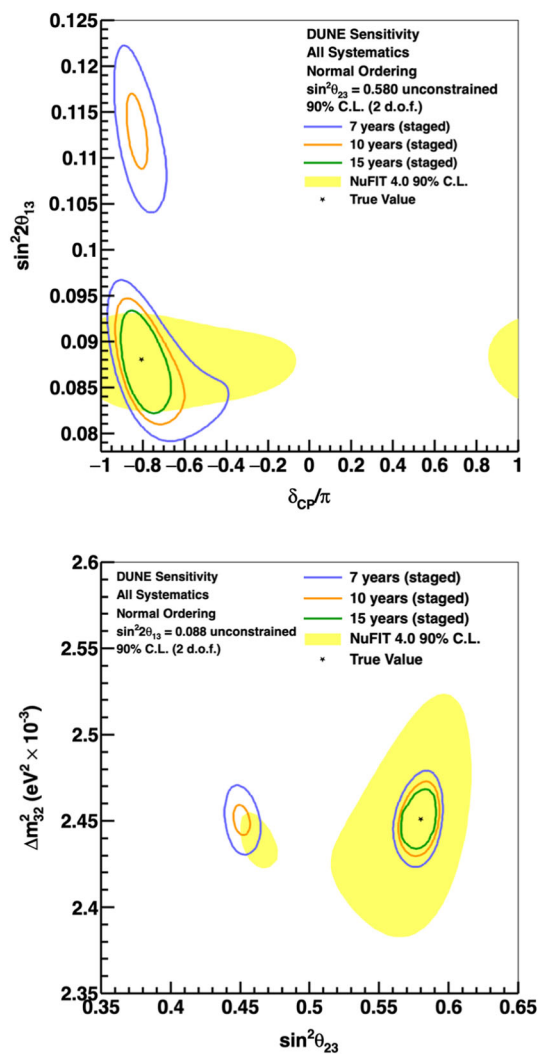 DUNE Sensitivity
All Systematics
Normal Ordering
sin²θ₂₃ = 0.580 unconstrained
90% C.L. (2 d.o.f.)
7 years (staged)
10 years (staged)
15 years (staged)
NuFIT 4.0 90% C.L.
True Value
0.125
0.12
0.115
0.11
0.105
0.1
0.095
0.09
0.085
0.08
sin²2θ₁₃
−1 −0.8 −0.6 −0.4 −0.2 0 0.2 0.4 0.6 0.8 1
δ_CP/π
DUNE Sensitivity
All Systematics
Normal Ordering
sin²2θ₁₃ = 0.088 unconstrained
90% C.L. (2 d.o.f.)
7 years (staged)
10 years (staged)
15 years (staged)
NuFIT 4.0 90% C.L.
True Value
2.6
2.55
2.5
2.45
2.4
2.35
Δm²₃₂ (eV² × 10⁻³)
0.35 0.4 0.45 0.5 0.55 0.6 0.65
sin²θ₂₃